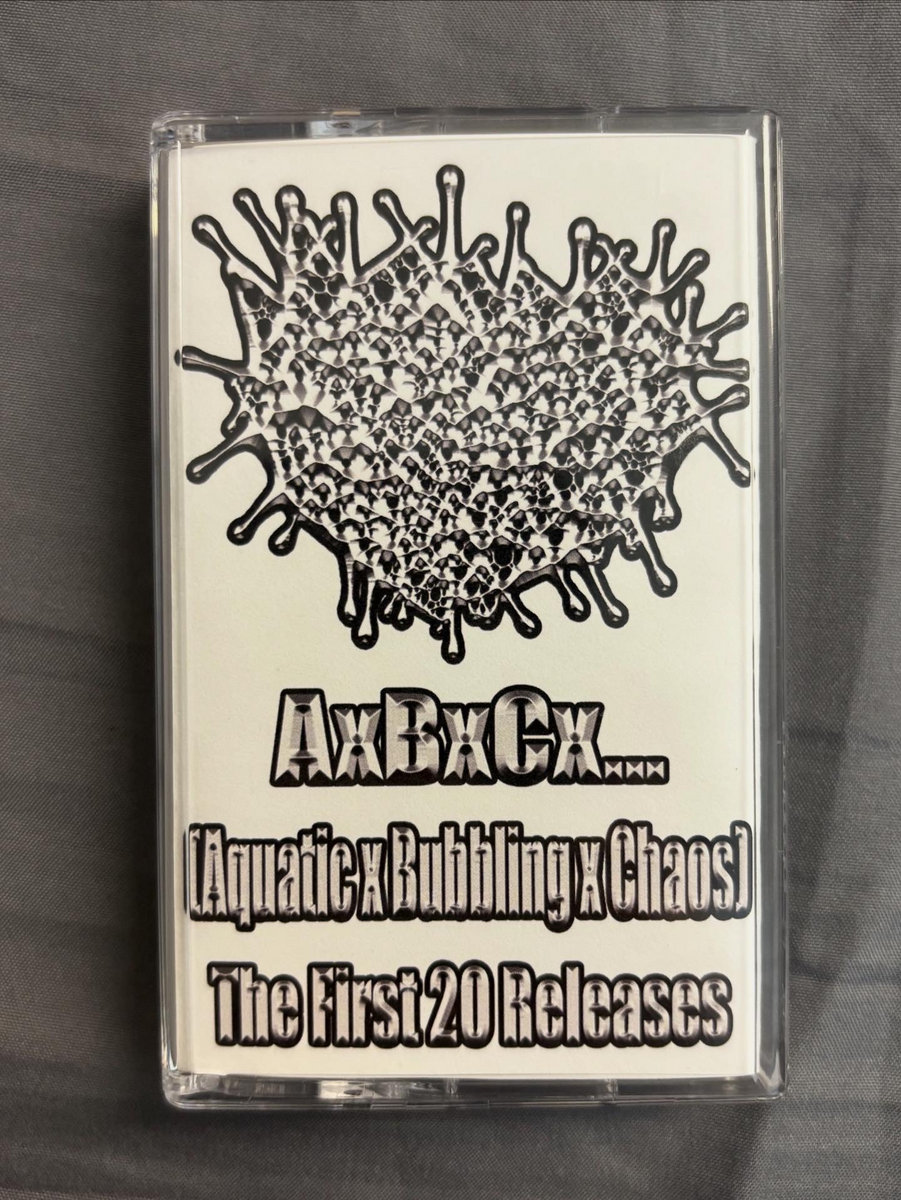 AxBxCx...
[Aquatic x Bubbling x Chaos]
The First 20 Releases